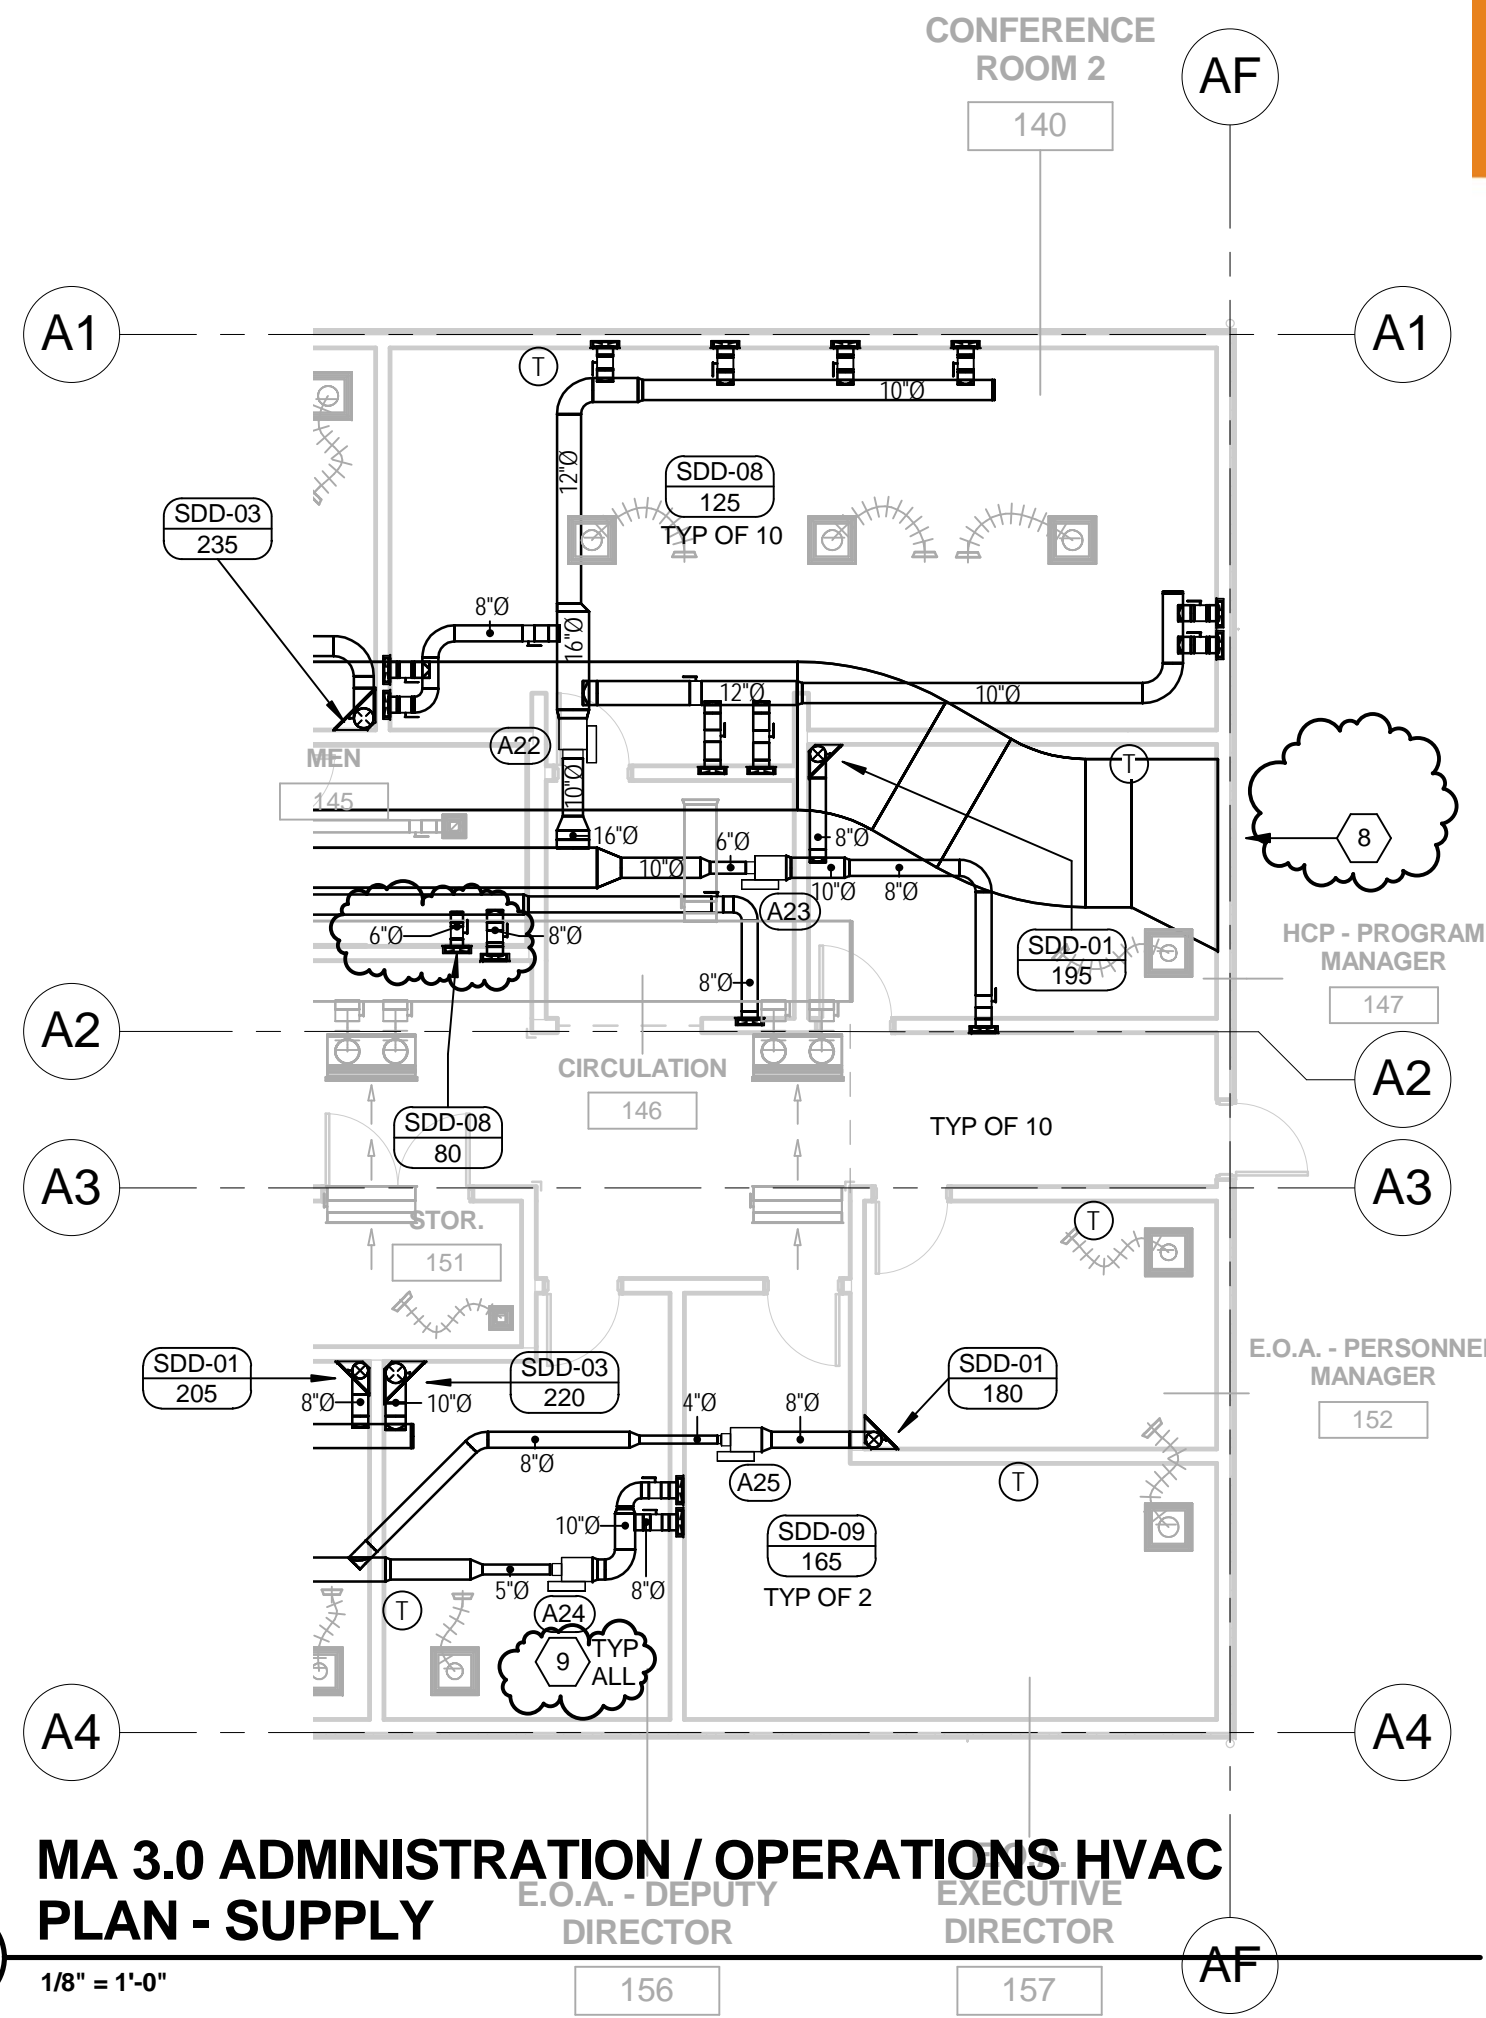 CONFERENCE
ROOM 2
140
AF
A1
A1
T
10"Ø
12"Ø
SDD-08
125
TYP OF 10
SDD-03
235
8"Ø
16"Ø
12"Ø
10"Ø
A22
T
MEN
145
10"Ø
16"Ø
6"Ø
8"Ø
8
10"Ø
10"Ø
8"Ø
A23
6"Ø
8"Ø
SDD-01
195
HCP - PROGRAM
MANAGER
147
8"Ø
A2
A2
CIRCULATION
146
SDD-08
80
TYP OF 10
A3
A3
STOR.
151
T
SDD-01
205
SDD-03
220
SDD-01
180
E.O.A. - PERSONNEL
MANAGER
152
8"Ø
10"Ø
4"Ø
8"Ø
8"Ø
A25
T
10"Ø
SDD-09
165
TYP OF 2
5"Ø
8"Ø
T
A24
9
TYP
ALL
A4
A4
MA 3.0 ADMINISTRATION / OPERATIONS HVAC
PLAN - SUPPLY
1/8" = 1'-0"
E.O.A. - DEPUTY
DIRECTOR
156
E.O.A.
EXECUTIVE
DIRECTOR
157
AF